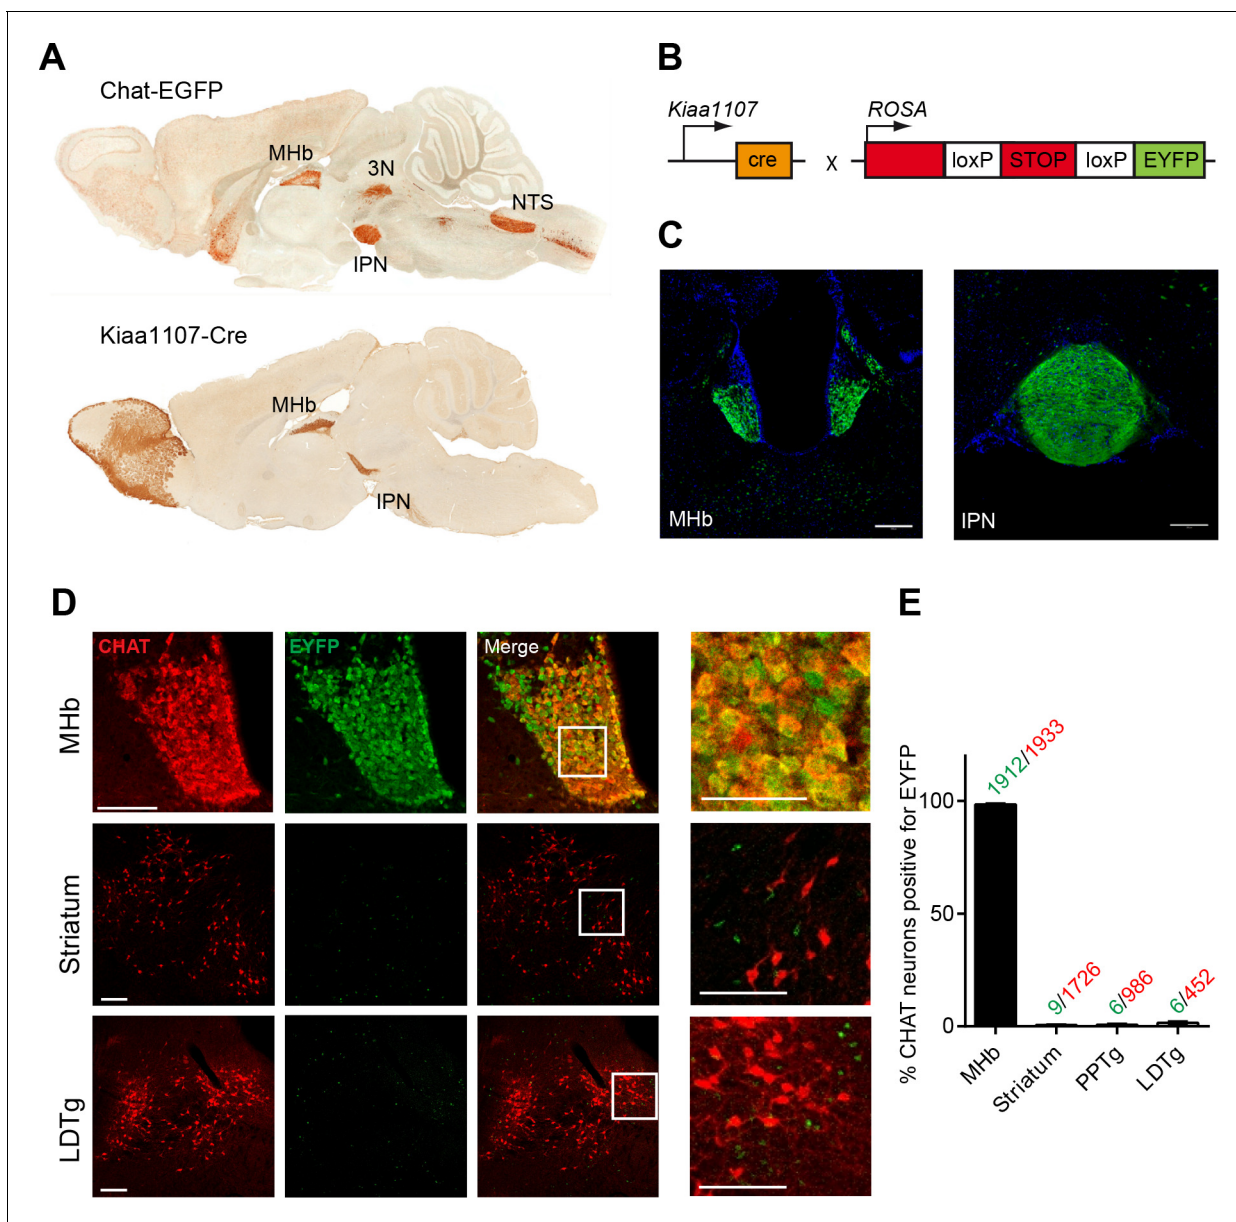 A
Chat-EGFP
MHb
3N
NTS
IPN
Kiaa1107-Cre
MHb
IPN
B
Kiaa1107
ROSA
cre
x
loxP
STOP
loxP
EYFP
C
MHb
IPN
D
CHAT
EYFP
Merge
MHb
Striatum
LDTg
E
% CHAT neurons positive for EYFP
100
50
0
1912/1933
9/1726
6/986
6/452
MHb
Striatum
PPTg
LDTg